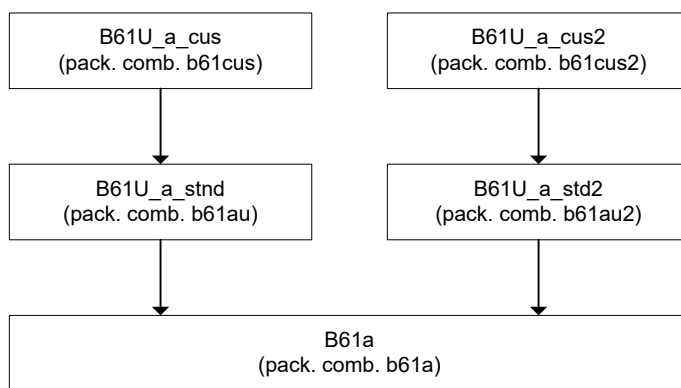 B61U_a_cus
(pack. comb. b61cus)
B61U_a_cus2
(pack. comb. b61cus2)
B61U_a_stnd
(pack. comb. b61au)
B61U_a_std2
(pack. comb. b61au2)
B61a
(pack. comb. b61a)